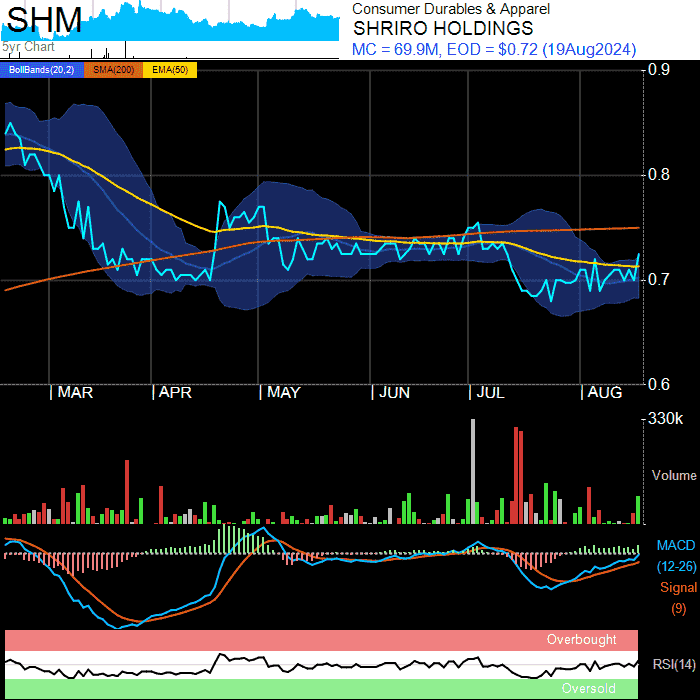 SHM
5yr Chart
Consumer Durables & Apparel
SHRIRO HOLDINGS
MC = 69.9M, EOD = $0.72 (19Aug2024)
BollBands(20,2) SMA(200) EMA(50)
0.9
0.8
0.7
0.6
MAR APR MAY JUN JUL AUG
330k
Volume
MACD
(12-26)
Signal
(9)
Overbought
RSI(14)
Oversold